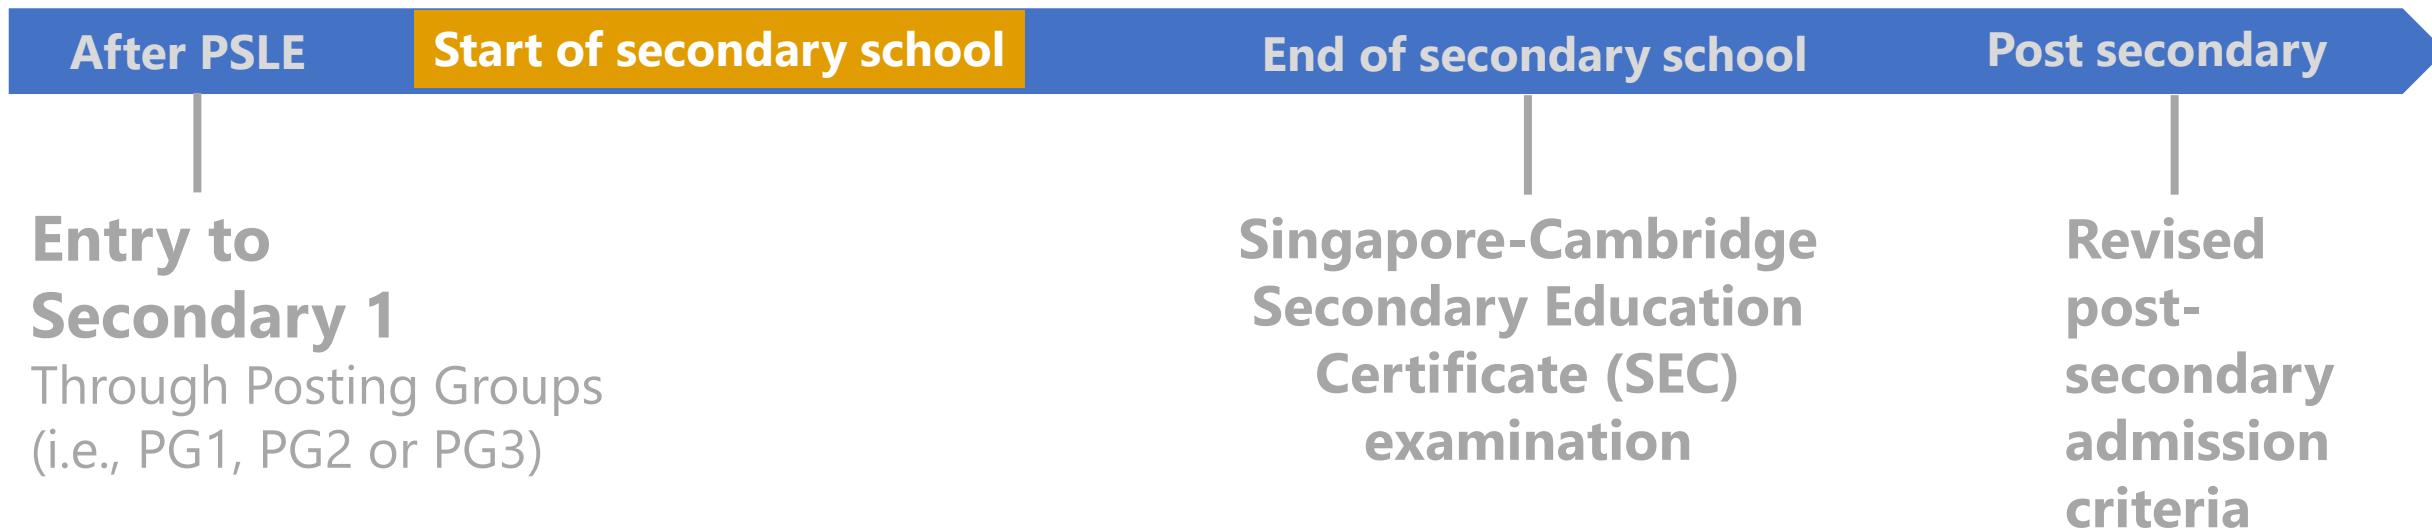 After PSLE
Start of secondary school
End of secondary school
Post secondary
Entry to
Secondary 1
Through Posting Groups
(i.e., PG1, PG2 or PG3)
Singapore-Cambridge
Secondary Education
Certificate (SEC)
examination
Revised
post-
secondary
admission
criteria